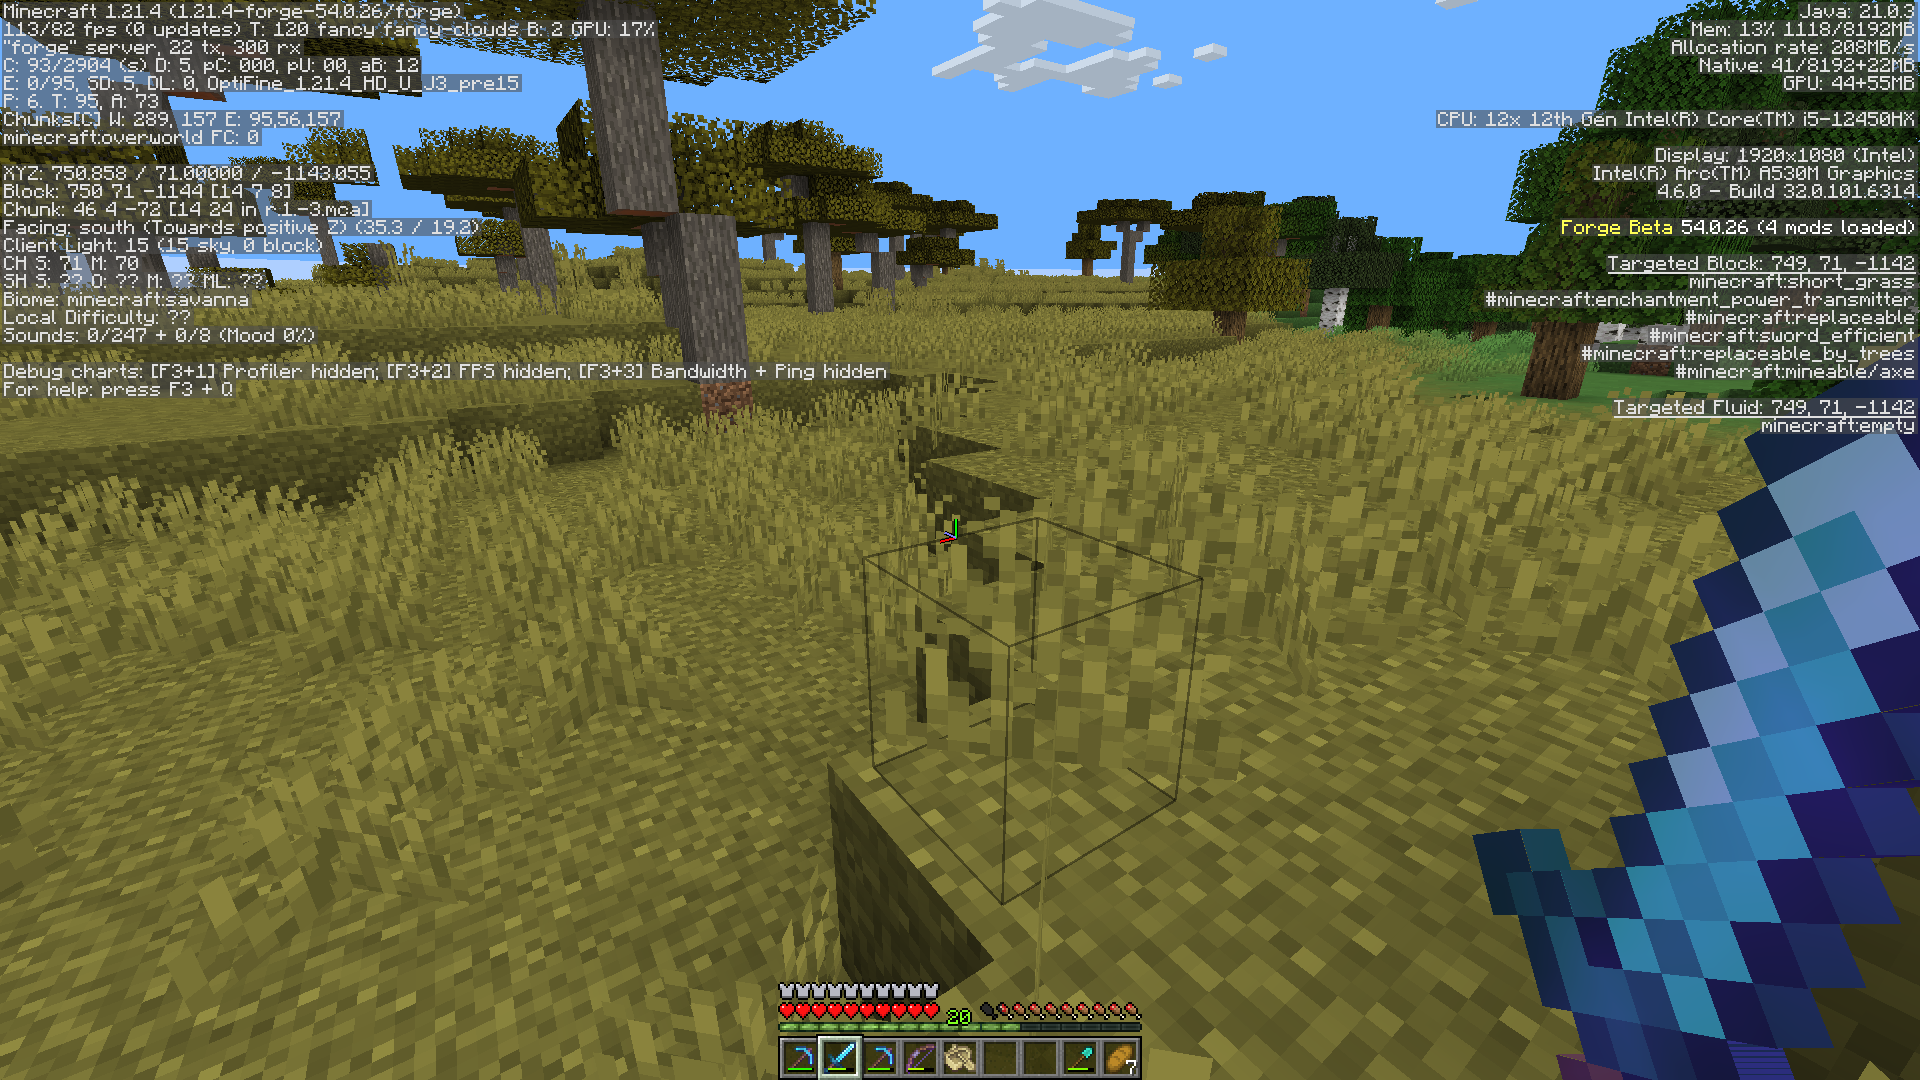 Minecraft 1.21.4 (1.21.4-forge-54.0.26/forge)
113/82 fps (0 updates) T: 120 fancy fancy-clouds B: 2 GPU: 17%
"forge" server, 22 tx, 300 rx
C: 93/2904 (s) D: 5, pC: 000, pU: 00, aB: 12
E: 0/95, SD: 5, DL: 0, OptiFine_1.21.4_HD_U_J3_pre15
P: 6. T: 95, A: 73
Chunks[C] W: 289, 157 E: 95,56,157
minecraft:overworld FC: 0
XYZ: 750.858 / 71.00000 / -1143.055
Block: 750 71 -1144 [14 7 8]
Chunk: 46 4 -72 [14 24 in r.1.-3.mca]
Facing: south (Towards positive Z) (35.3 / 19.2)
Client Light: 15 (15 sky, 0 block)
CH S: 71 M: 70
SH S: ?? O: ?? M: ?? ML: ??
Biome: minecraft:savanna
Local Difficulty: ??
Sounds: 0/247 + 0/8 (Mood 0%)
Debug charts: [F3+1] Profiler hidden; [F3+2] FPS hidden; [F3+3] Bandwidth + Ping hidden
For help: press F3 + Q
Java: 21.0.3
Mem: 13% 1118/8192MB
Allocation rate: 208MB/s
Native: 41/8192+22MB
GPU: 44+55MB
CPU: 12x 12th Gen Intel(R) Core(TM) i5-12450HX
Display: 1920x1080 (Intel)
Intel(R) Arc(TM) A530M Graphics
4.6.0 - Build 32.0.101.6314
Forge Beta 54.0.26 (4 mods loaded)
Targeted Block: 749, 71, -1142
minecraft:short_grass
#minecraft:enchantment_power_transmitter
#minecraft:replaceable
#minecraft:sword_efficient
#minecraft:replaceable_by_trees
#minecraft:mineable/axe
Targeted Fluid: 749, 71, -1142
minecraft:empty
20
7